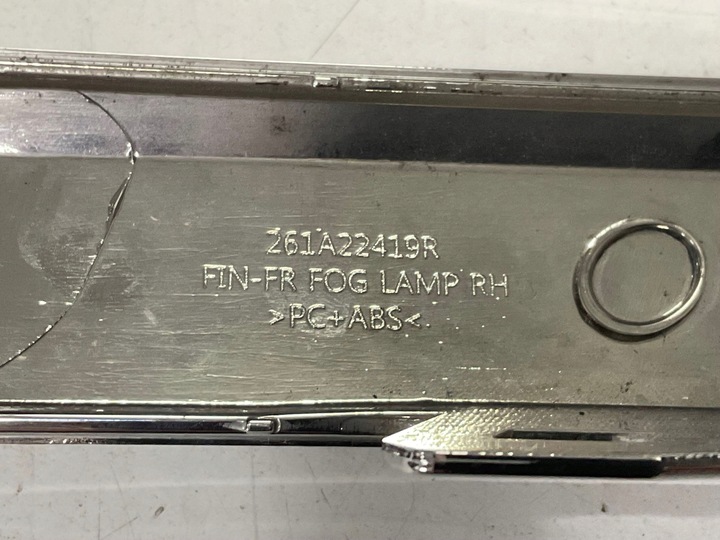 261A22419R
FIN-FR FOG LAMP RH
>PC+ABS<